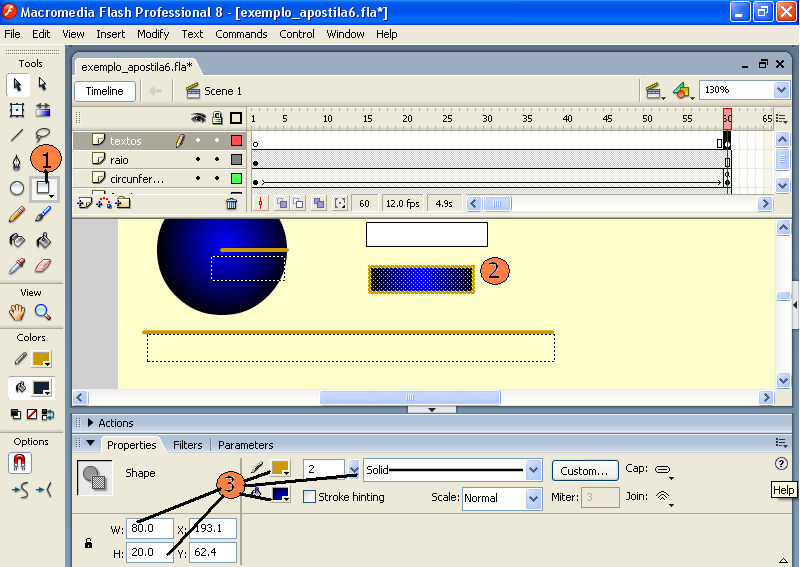 Macromedia Flash Professional 8 - [exemplo_apostila6.fla*]
File Edit View Insert Modify Text Commands Control Window Help
Tools
exemplo_apostila6.fla*
Timeline Scene 1 130%
1 5 10 15 20 25 30 35 40 45 50 55 60 65
textos
raio
circunfer...
60 12.0 fps 4.9s
1
2
View
Colors
Options
Actions
Properties Filters Parameters
Shape
2 Solid Custom... Cap:
3
Stroke hinting Scale: Normal Miter: 3 Join:
Help
W: 80.0 X: 193.1
H: 20.0 Y: 62.4